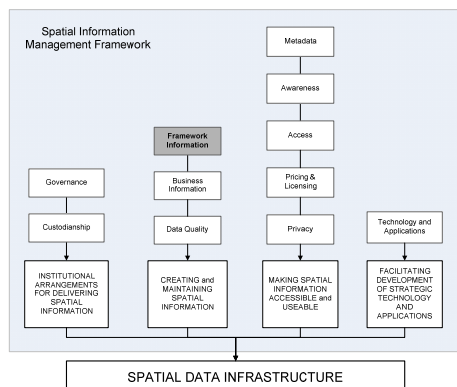 Spatial Information
Management Framework
Metadata
Awareness
Framework
Information
Access
Governance
Business
Information
Pricing &
Licensing
Custodianship
Data Quality
Privacy
Technology and
Applications
INSTITUTIONAL
ARRANGEMENTS
FOR DELIVERING
SPATIAL
INFORMATION
CREATING and
MAINTAINING
SPATIAL
INFORMATION
MAKING SPATIAL
INFORMATION
ACCESSIBLE and
USEABLE
FACILITATING
DEVELOPMENT
OF STRATEGIC
TECHNOLOGY
AND
APPLICATIONS
SPATIAL DATA INFRASTRUCTURE